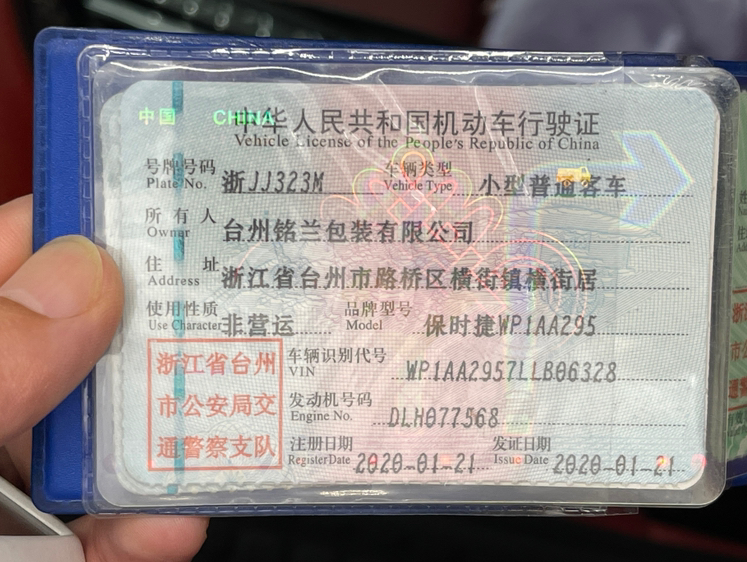 中国 CHINA
中华人民共和国机动车行驶证
Vehicle License of the People's Republic of China
号牌号码 Plate No. 浙JJ323M 车辆类型 Vehicle Type 小型普通客车
所有人 Owner 台州铭兰包装有限公司
住址 Address 浙江省台州市路桥区横街镇横街居
使用性质 Use Character 非营运 品牌型号 Model 保时捷WP1AA295
车辆识别代号 VIN WP1AA2957LLB06328
发动机号码 Engine No. DLH077568
注册日期 Register Date 2020-01-21 发证日期 Issue Date 2020-01-21
浙江省台州
市公安局交
通警察支队